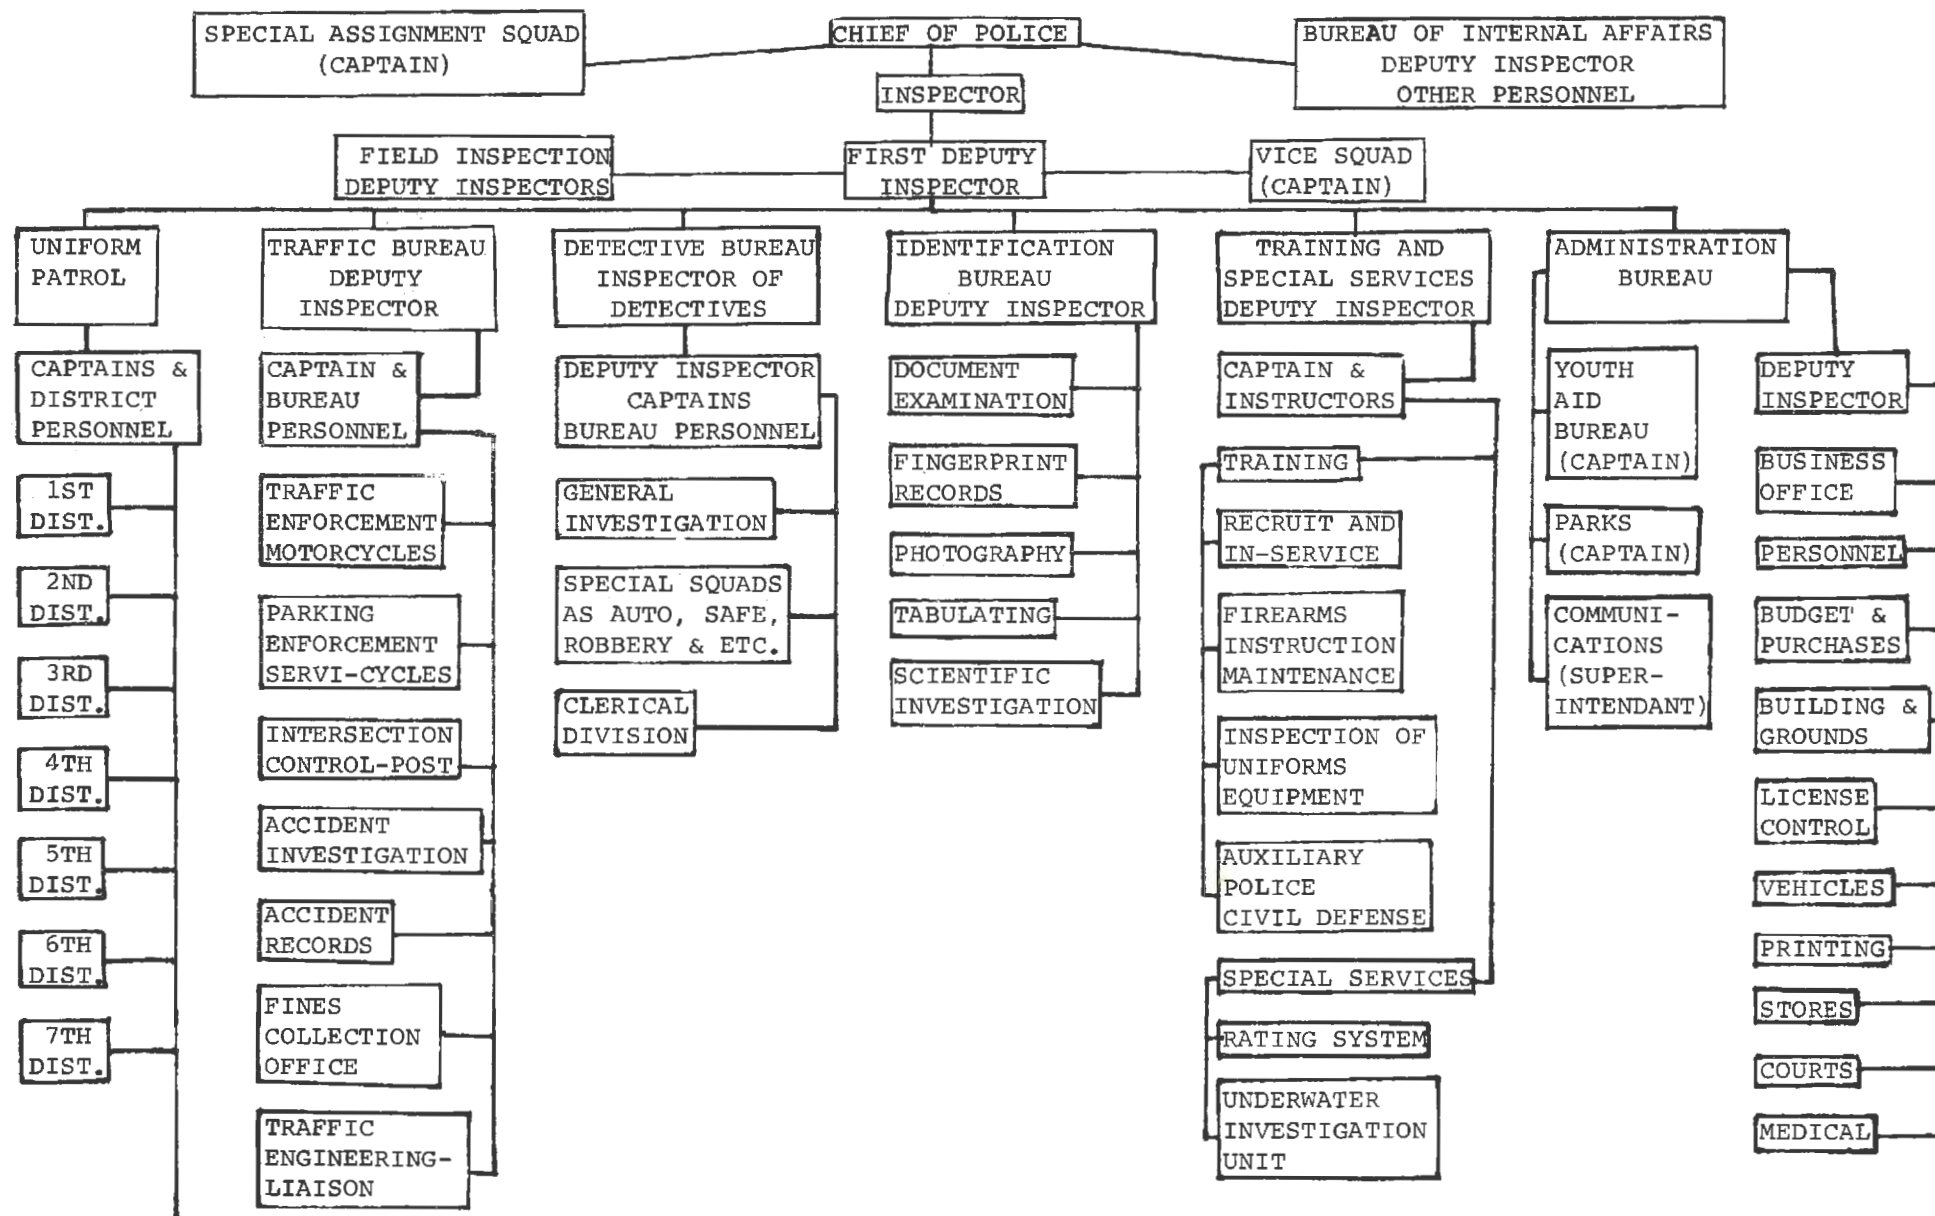 SPECIAL ASSIGNMENT SQUAD
(CAPTAIN)
CHIEF OF POLICE
BUREAU OF INTERNAL AFFAIRS
DEPUTY INSPECTOR
OTHER PERSONNEL
INSPECTOR
FIELD INSPECTION
DEPUTY INSPECTORS
FIRST DEPUTY
INSPECTOR
VICE SQUAD
(CAPTAIN)
UNIFORM
PATROL
CAPTAINS &
DISTRICT
PERSONNEL
1ST
DIST.
2ND
DIST.
3RD
DIST.
4TH
DIST.
5TH
DIST.
6TH
DIST.
7TH
DIST.
TRAFFIC BUREAU
DEPUTY
INSPECTOR
CAPTAIN &
BUREAU
PERSONNEL
TRAFFIC
ENFORCEMENT
MOTORCYCLES
PARKING
ENFORCEMENT
SERVI-CYCLES
INTERSECTION
CONTROL-POST
ACCIDENT
INVESTIGATION
ACCIDENT
RECORDS
FINES
COLLECTION
OFFICE
TRAFFIC
ENGINEERING-
LIAISON
DETECTIVE BUREAU
INSPECTOR OF
DETECTIVES
DEPUTY INSPECTOR
CAPTAINS
BUREAU PERSONNEL
GENERAL
INVESTIGATION
SPECIAL SQUADS
AS AUTO, SAFE,
ROBBERY & ETC.
CLERICAL
DIVISION
IDENTIFICATION
BUREAU
DEPUTY INSPECTOR
DOCUMENT
EXAMINATION
FINGERPRINT
RECORDS
PHOTOGRAPHY
TABULATING
SCIENTIFIC
INVESTIGATION
TRAINING AND
SPECIAL SERVICES
DEPUTY INSPECTOR
CAPTAIN &
INSTRUCTORS
TRAINING
RECRUIT AND
IN-SERVICE
FIREARMS
INSTRUCTION
MAINTENANCE
INSPECTION OF
UNIFORMS
EQUIPMENT
AUXILIARY
POLICE
CIVIL DEFENSE
SPECIAL SERVICES
RATING SYSTEM
UNDERWATER
INVESTIGATION
UNIT
ADMINISTRATION
BUREAU
YOUTH
AID
BUREAU
(CAPTAIN)
PARKS
(CAPTAIN)
COMMUNI-
CATIONS
(SUPER-
INTENDANT)
DEPUTY
INSPECTOR
BUSINESS
OFFICE
PERSONNEL
BUDGET &
PURCHASES
BUILDING &
GROUNDS
LICENSE
CONTROL
VEHICLES
PRINTING
STORES
COURTS
MEDICAL